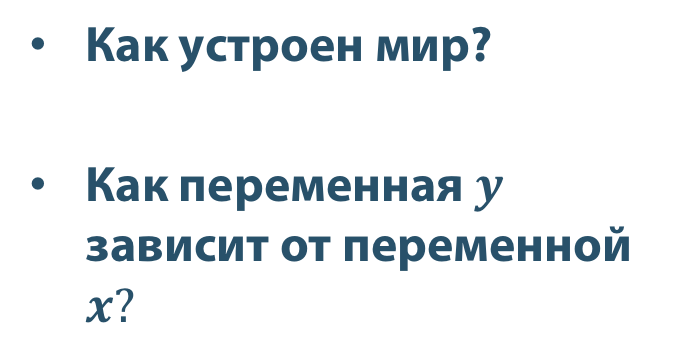 • Как устроен мир?
• Как переменная y
зависит от переменной
x?